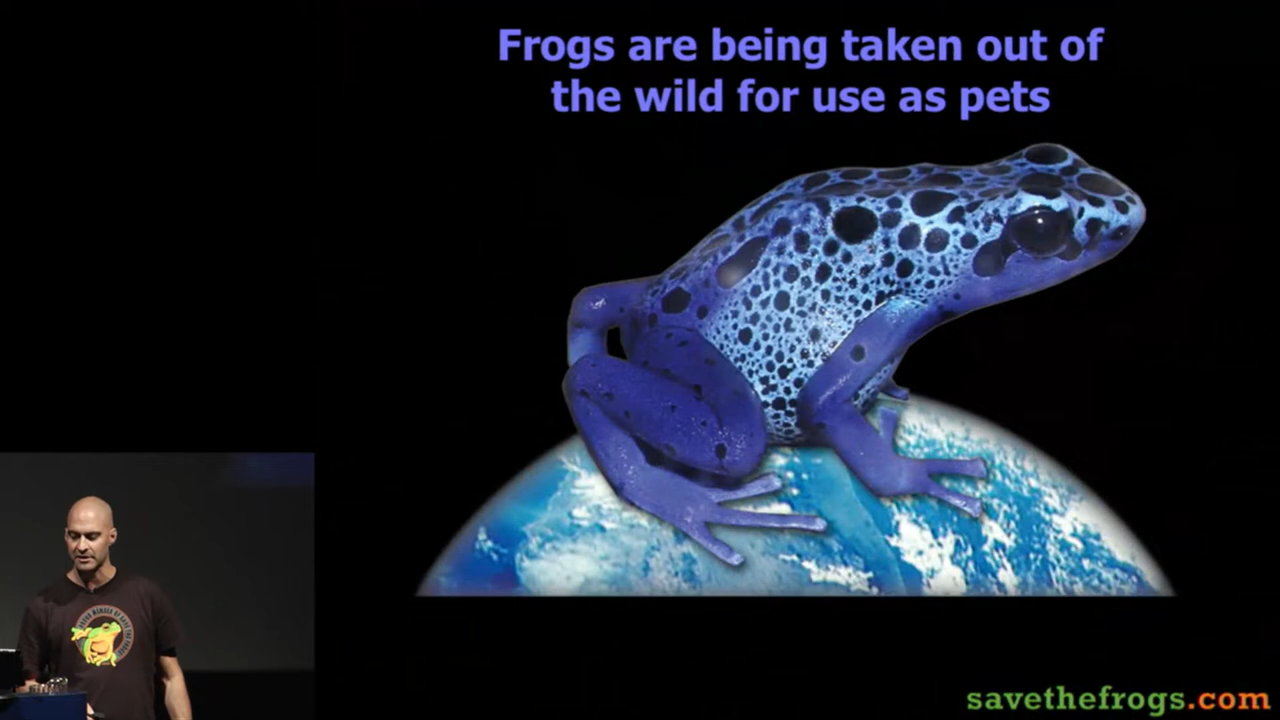 Frogs are being taken out of
the wild for use as pets
savethefrogs.com